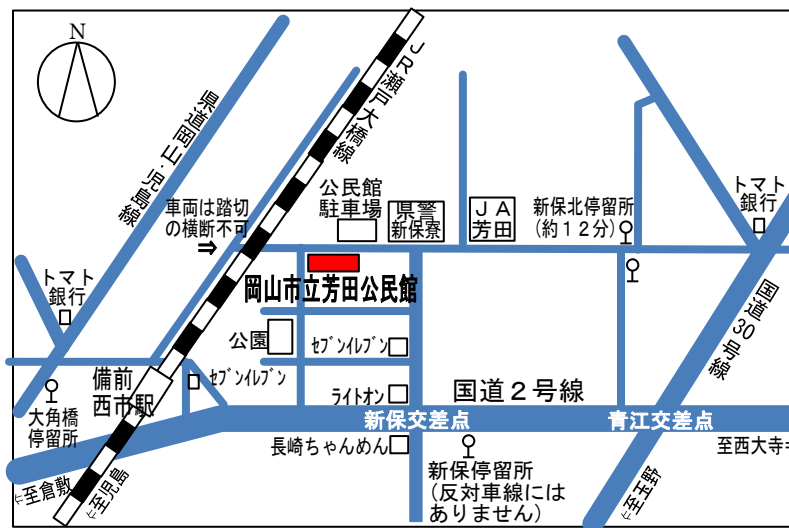 N
JR瀬戸大橋線
県道岡山・児島線
車両は踏切
の横断不可
⇒
公民館
駐車場
県警
新保寮
JA
芳田
新保北停留所
(約12分)
トマト
銀行
岡山市立芳田公民館
トマト
銀行
国道30号線
公園
ｾﾌﾞﾝｲﾚﾌﾞﾝ
備前
西市駅
ｾﾌﾞﾝｲﾚﾌﾞﾝ
ライトオン
国道2号線
大角橋
停留所
新保交差点
青江交差点
長崎ちゃんめん
至西大寺
新保停留所
(反対車線には
ありません)
⇐至倉敷
⇐至児島
⇐至玉野